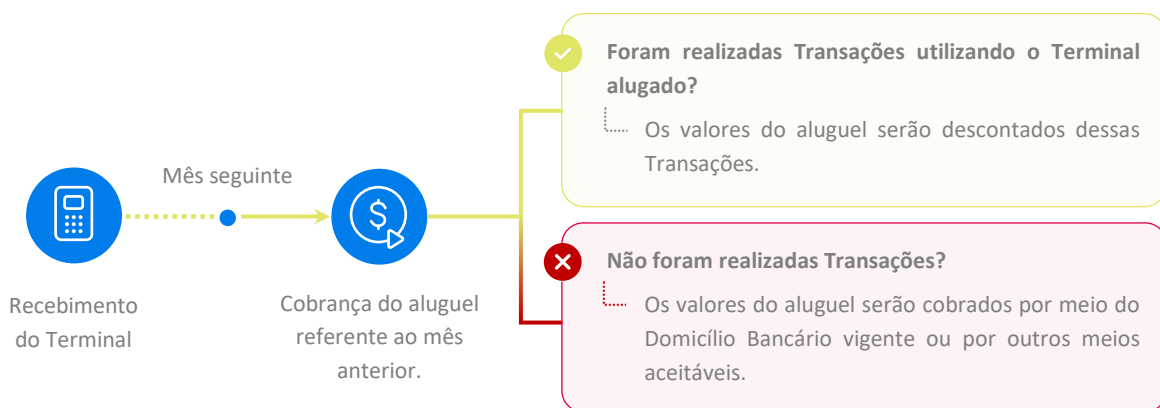 Recebimento
do Terminal
Mês seguinte
$
Cobrança do aluguel
referente ao mês
anterior.
Foram realizadas Transações utilizando o Terminal
alugado?
Os valores do aluguel serão descontados dessas
Transações.
Não foram realizadas Transações?
Os valores do aluguel serão cobrados por meio do
Domicílio Bancário vigente ou por outros meios
aceitáveis.